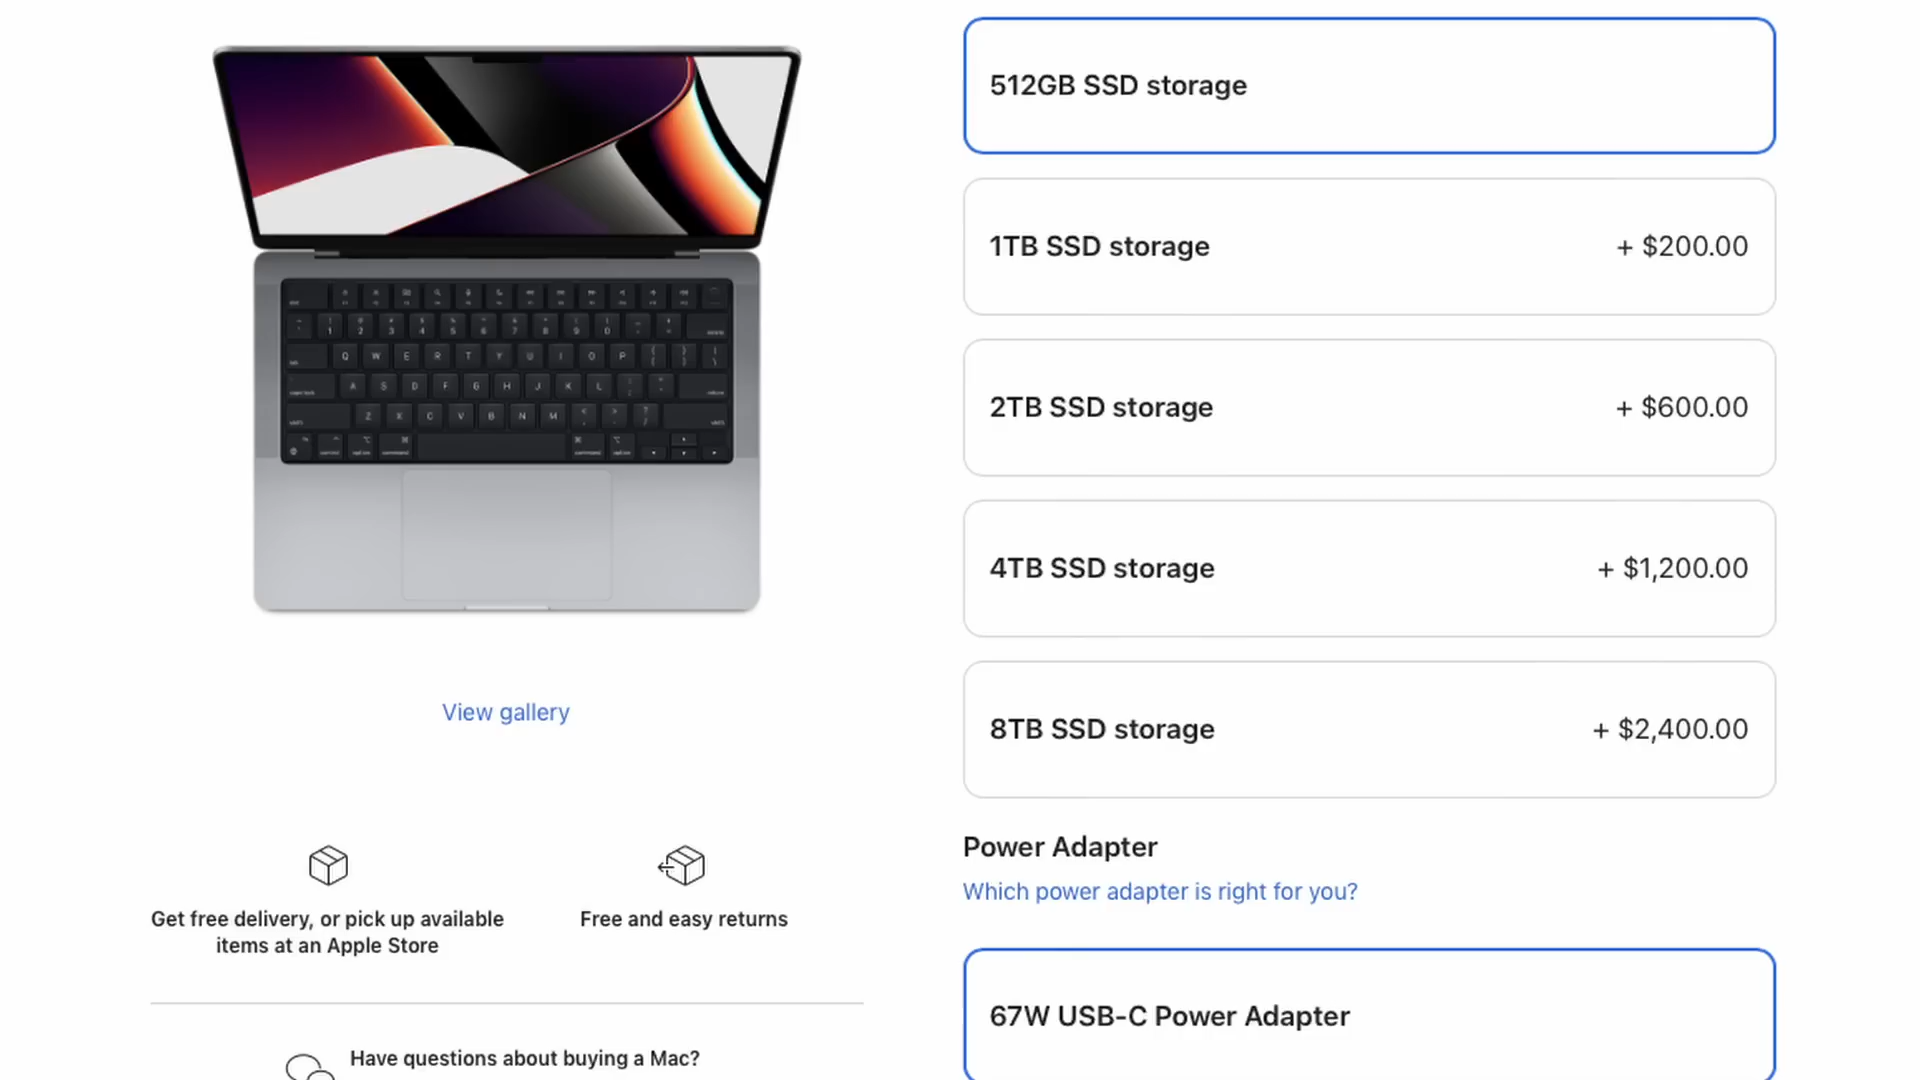 512GB SSD storage
1TB SSD storage
+ $200.00
2TB SSD storage
+ $600.00
4TB SSD storage
+ $1,200.00
8TB SSD storage
+ $2,400.00
View gallery
Get free delivery, or pick up available
items at an Apple Store
Free and easy returns
Have questions about buying a Mac?
Power Adapter
Which power adapter is right for you?
67W USB-C Power Adapter